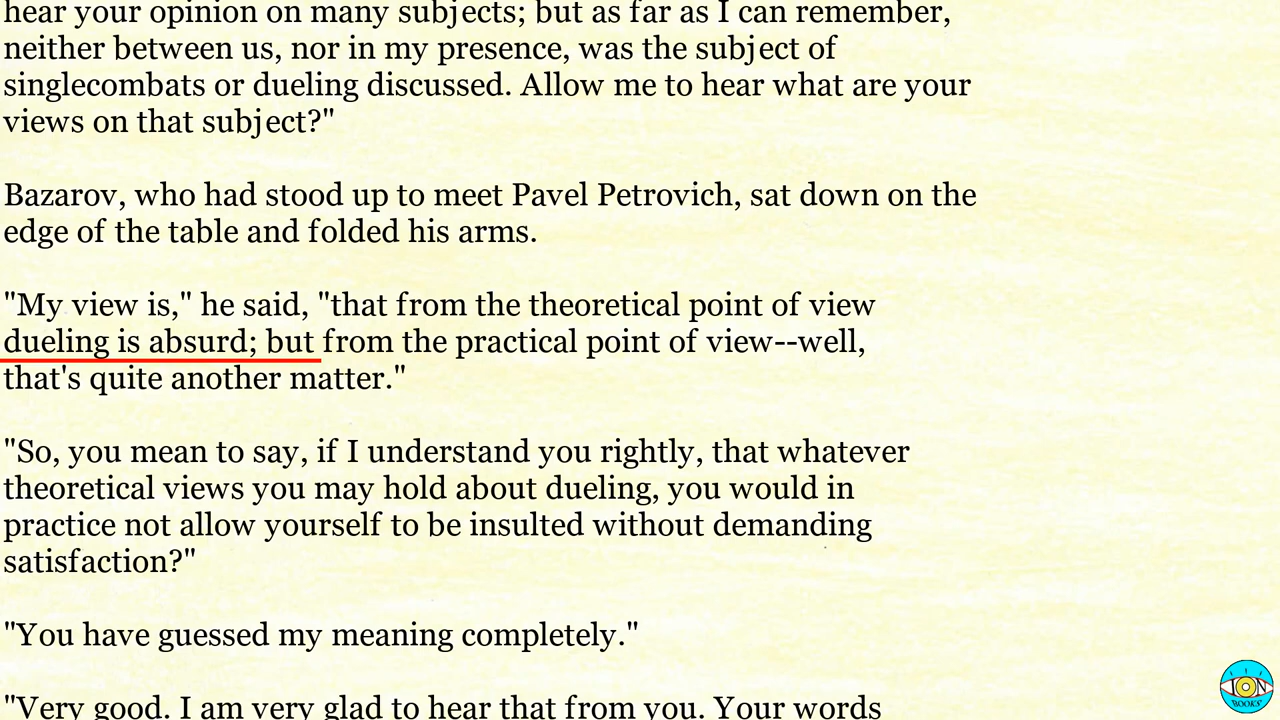 hear your opinion on many subjects; but as far as I can remember,
neither between us, nor in my presence, was the subject of
singlecombats or dueling discussed. Allow me to hear what are your
views on that subject?"
Bazarov, who had stood up to meet Pavel Petrovich, sat down on the
edge of the table and folded his arms.
"My view is," he said, "that from the theoretical point of view
dueling is absurd; but from the practical point of view--well,
that's quite another matter."
"So, you mean to say, if I understand you rightly, that whatever
theoretical views you may hold about dueling, you would in
practice not allow yourself to be insulted without demanding
satisfaction?"
"You have guessed my meaning completely."
"Very good. I am very glad to hear that from you. Your words
ION
BOOKS